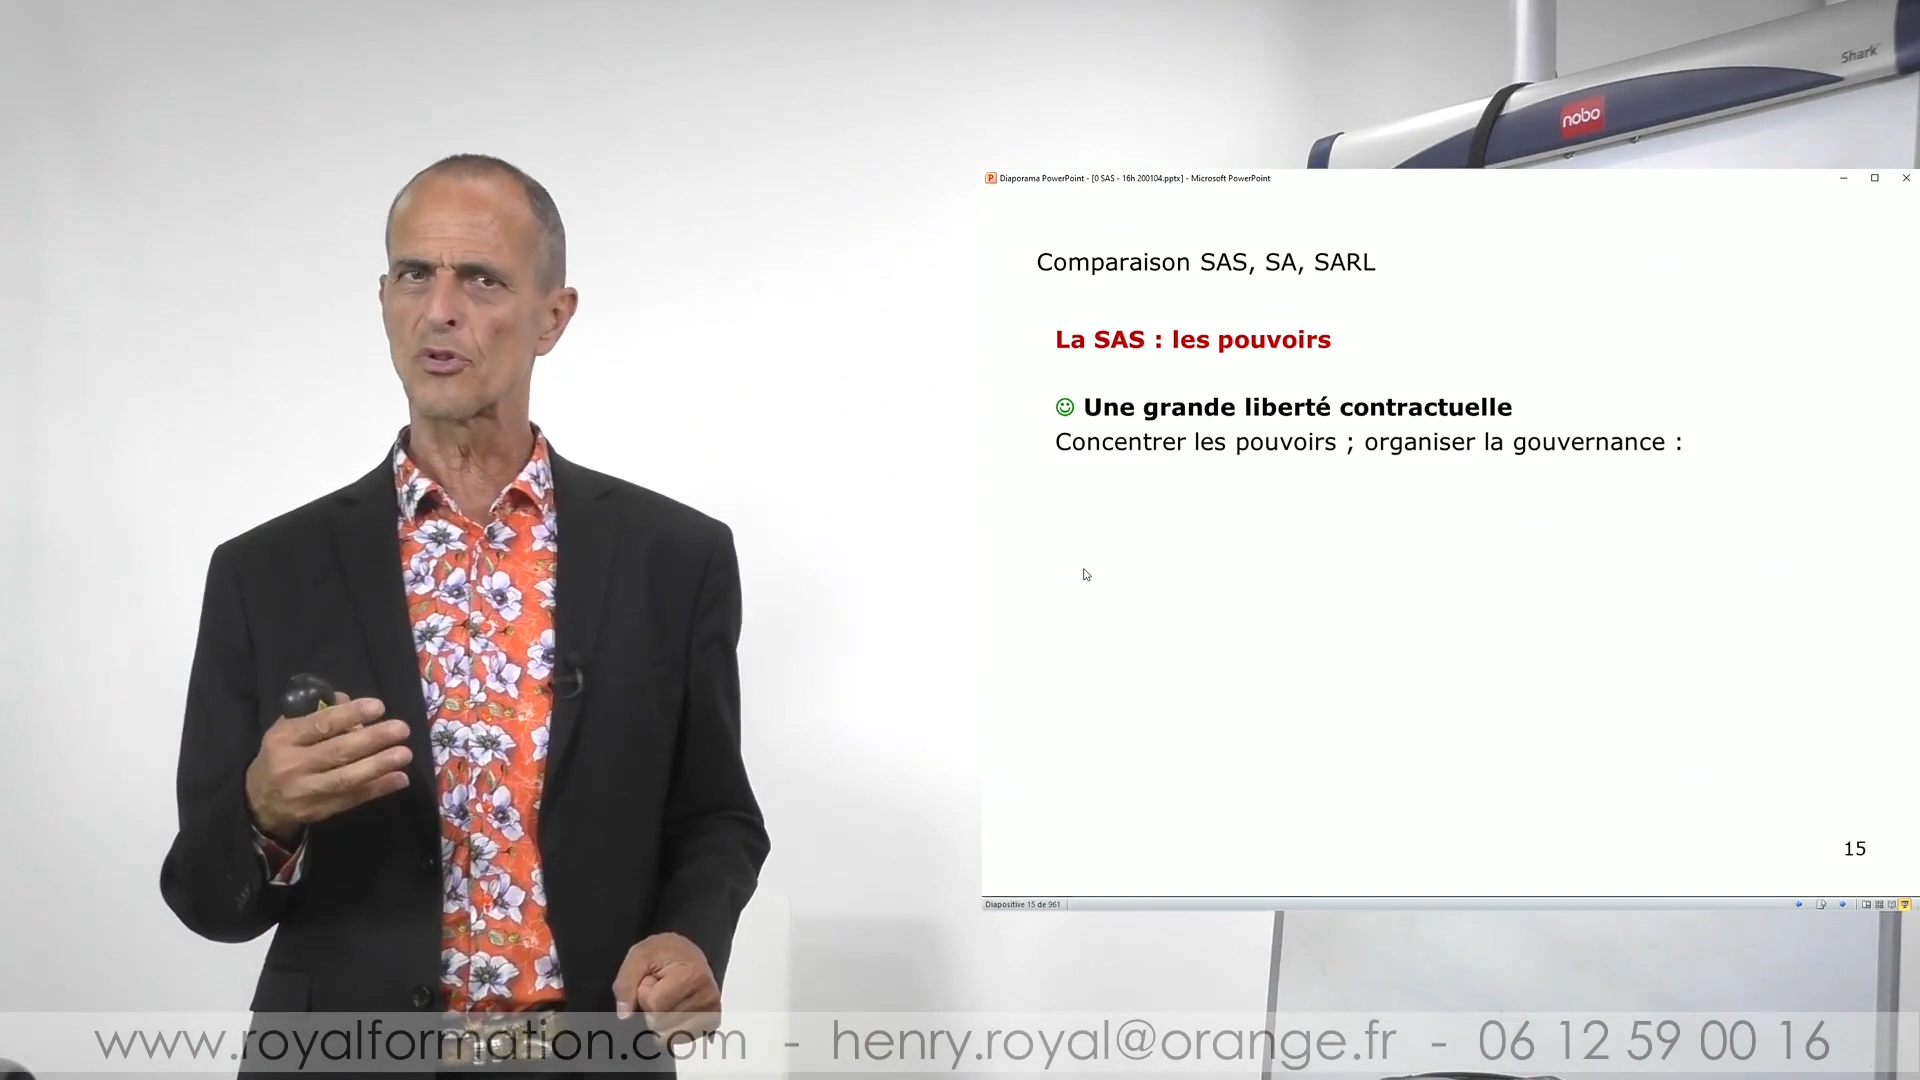 Shark
nobo
Diaporama PowerPoint - [0 SAS - 16h 200104.pptx] - Microsoft PowerPoint
Comparaison SAS, SA, SARL
La SAS : les pouvoirs
Une grande liberté contractuelle
Concentrer les pouvoirs ; organiser la gouvernance :
15
Diapositive 15 de 961
www.royalformation.com - henry.royal@orange.fr - 06 12 59 00 16